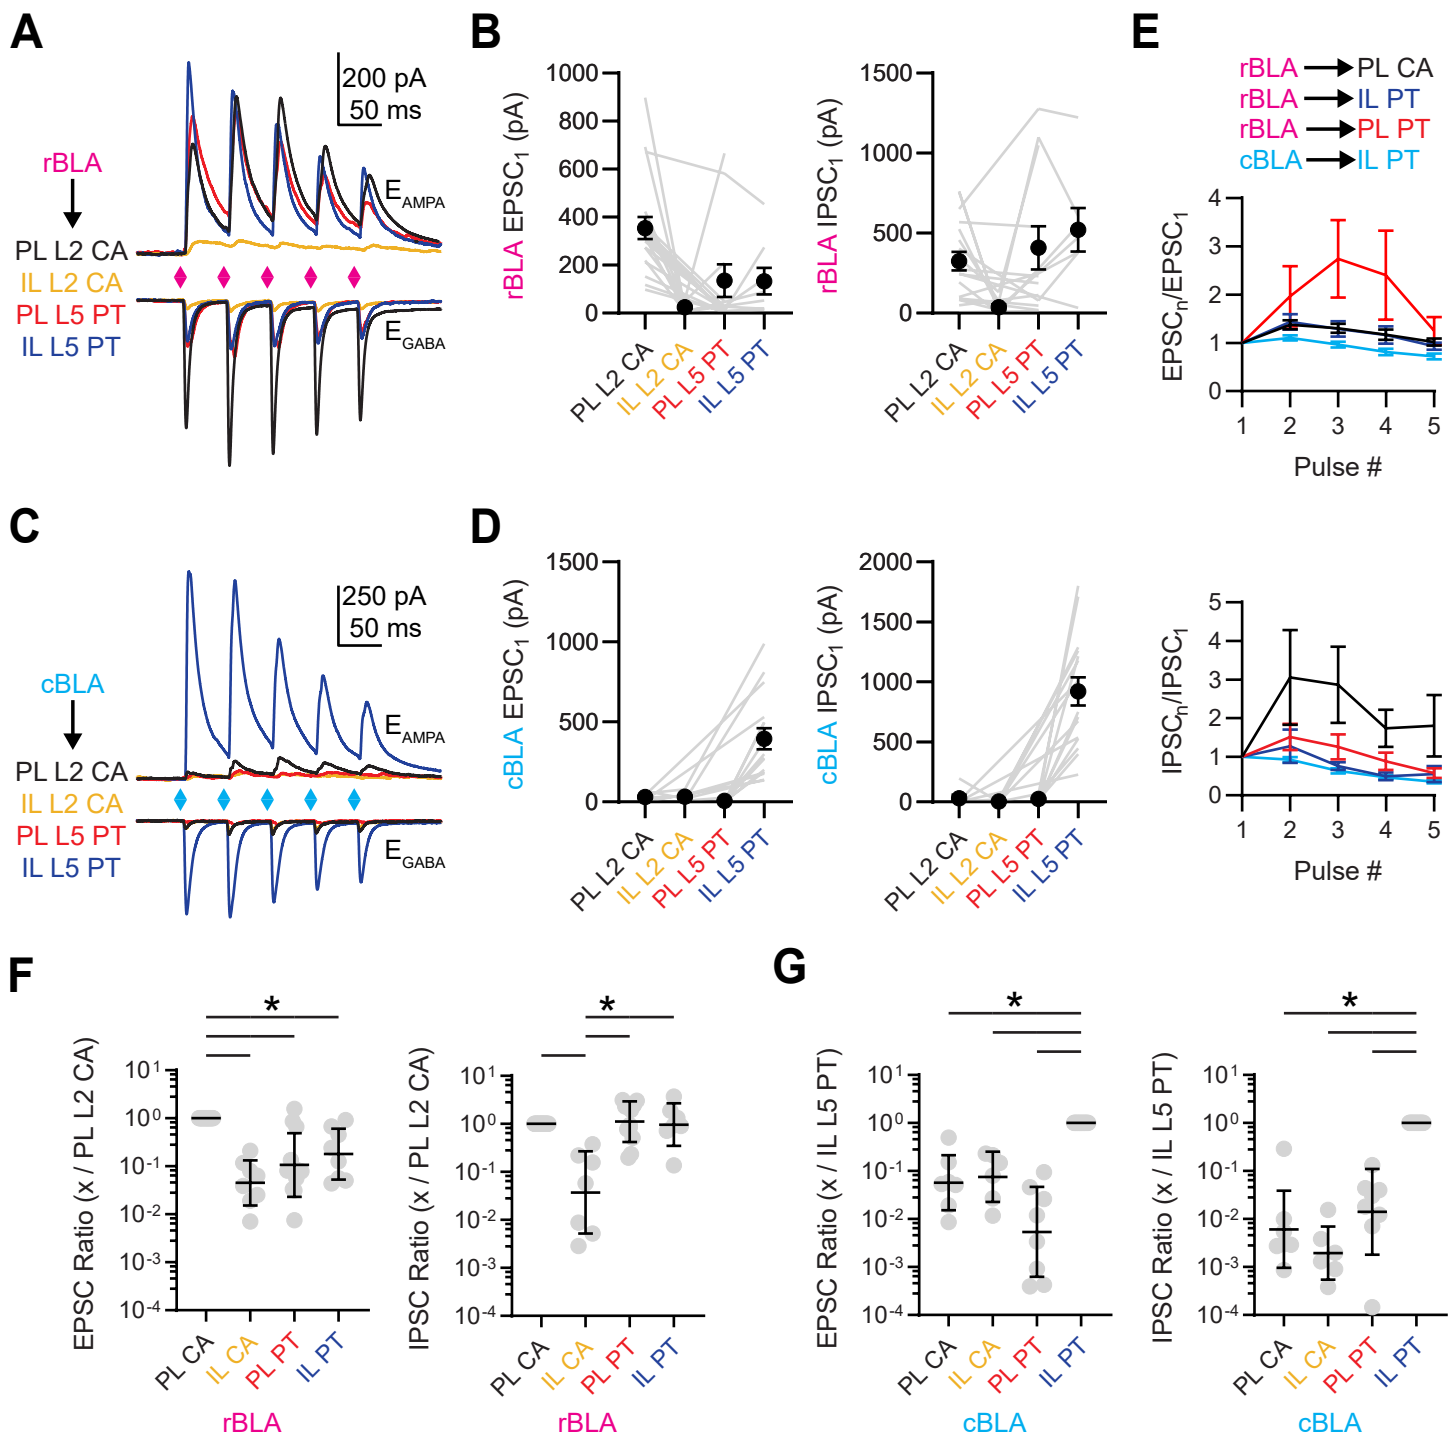 A
200 pA
50 ms
rBLA
PL L2 CA
IL L2 CA
PL L5 PT
IL L5 PT
E_AMPA
E_GABA
B
rBLA EPSC₁ (pA)
1000
800
600
400
200
0
PL L2 CA
IL L2 CA
PL L5 PT
IL L5 PT
rBLA IPSC₁ (pA)
1500
1000
500
0
PL L2 CA
IL L2 CA
PL L5 PT
IL L5 PT
E
rBLA PL CA
rBLA IL PT
rBLA PL PT
cBLA IL PT
EPSCₙ/EPSC₁
4
3
2
1
0
1 2 3 4 5
Pulse #
C
250 pA
50 ms
cBLA
PL L2 CA
IL L2 CA
PL L5 PT
IL L5 PT
E_AMPA
E_GABA
D
cBLA EPSC₁ (pA)
1500
1000
500
0
PL L2 CA
IL L2 CA
PL L5 PT
IL L5 PT
cBLA IPSC₁ (pA)
2000
1500
1000
500
0
PL L2 CA
IL L2 CA
PL L5 PT
IL L5 PT
IPSCₙ/IPSC₁
5
4
3
2
1
0
1 2 3 4 5
Pulse #
F
*
EPSC Ratio (x / PL L2 CA)
10¹
10⁰
10⁻¹
10⁻²
10⁻³
10⁻⁴
PL CA
IL CA
PL PT
IL PT
rBLA
*
IPSC Ratio (x / PL L2 CA)
10¹
10⁰
10⁻¹
10⁻²
10⁻³
10⁻⁴
PL CA
IL CA
PL PT
IL PT
rBLA
G
*
EPSC Ratio (x / IL L5 PT)
10¹
10⁰
10⁻¹
10⁻²
10⁻³
10⁻⁴
PL CA
IL CA
PL PT
IL PT
cBLA
*
IPSC Ratio (x / IL L5 PT)
10¹
10⁰
10⁻¹
10⁻²
10⁻³
10⁻⁴
PL CA
IL CA
PL PT
IL PT
cBLA